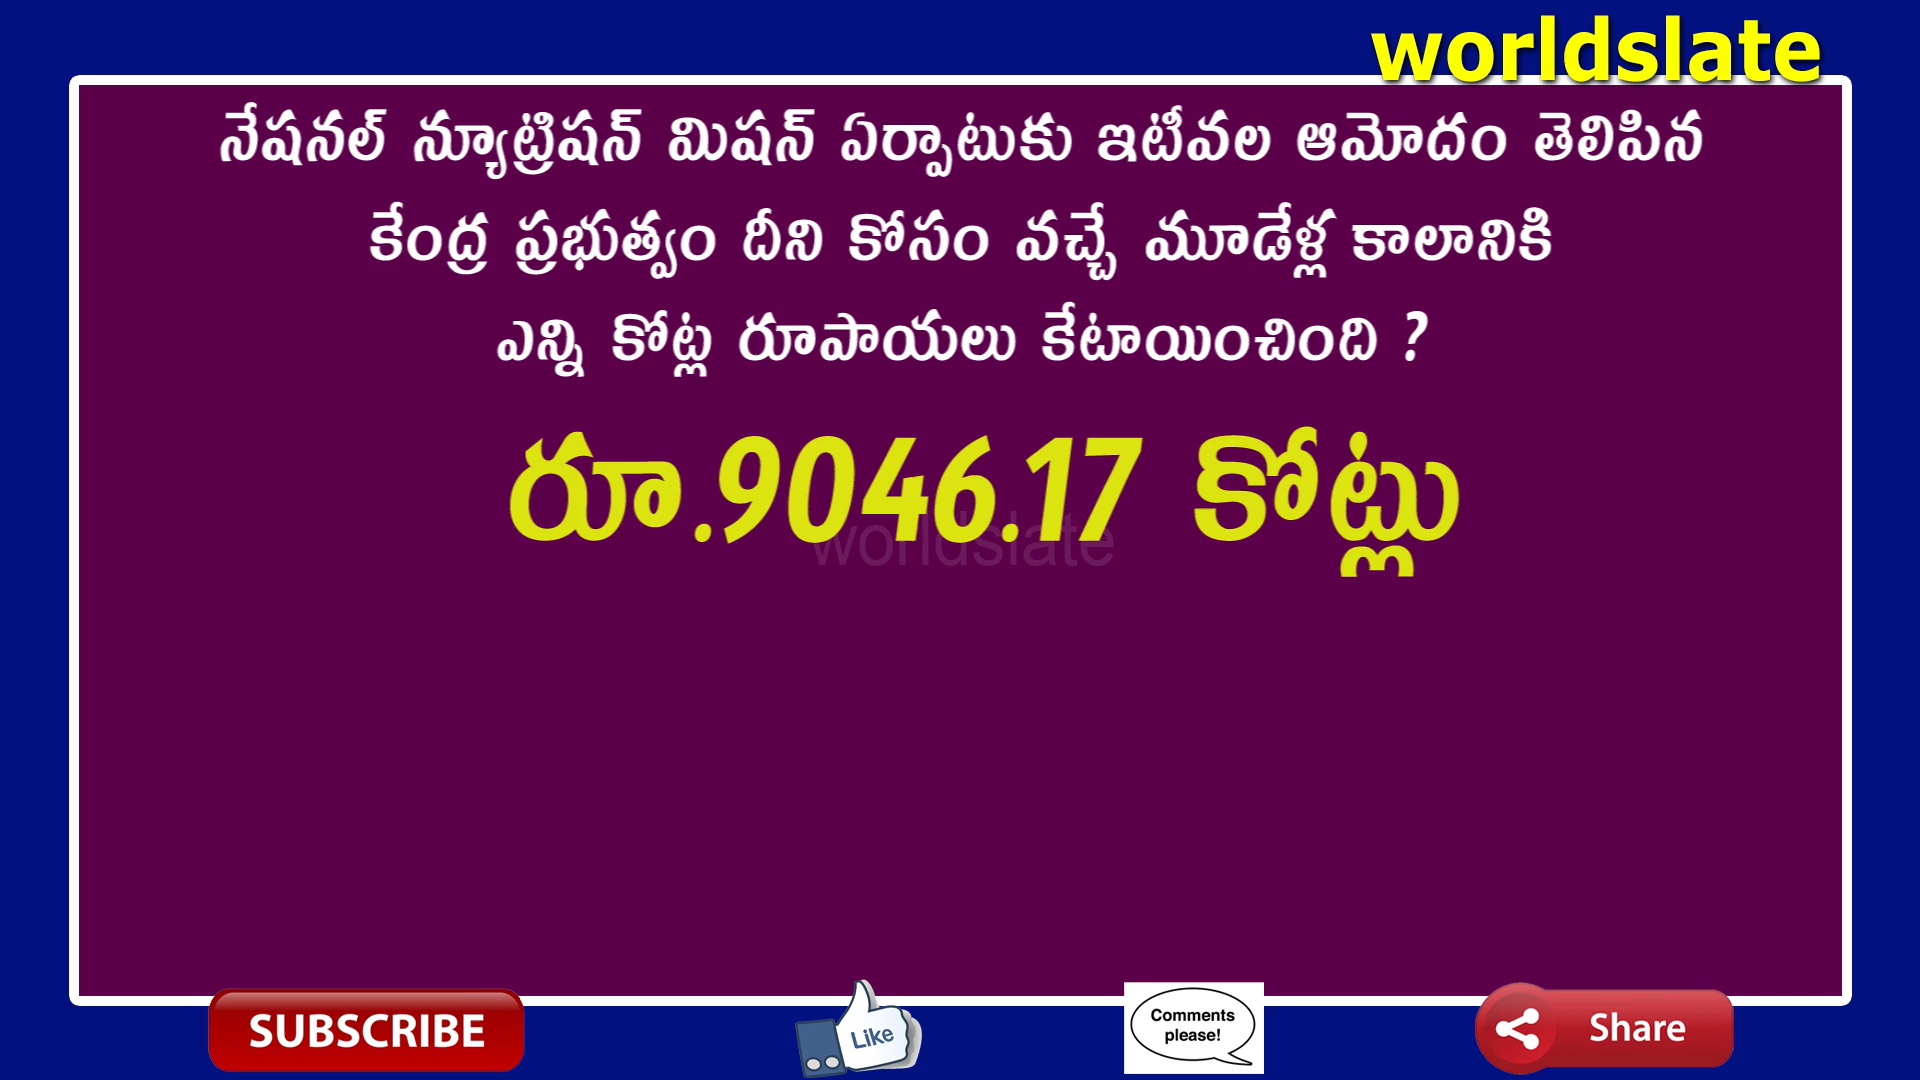 worldslate
నేషనల్ న్యూట్రిషన్ మిషన్ ఏర్పాటుకు ఇటీవల ఆమోదం తెలిపిన
కేంద్ర ప్రభుత్వం దీని కోసం వచ్చే మూడేళ్ల కాలానికి
ఎన్ని కోట్ల రూపాయలు కేటాయించింది ?
రూ.9046.17 కోట్లు
worldslate
SUBSCRIBE
Like
Comments
please!
Share